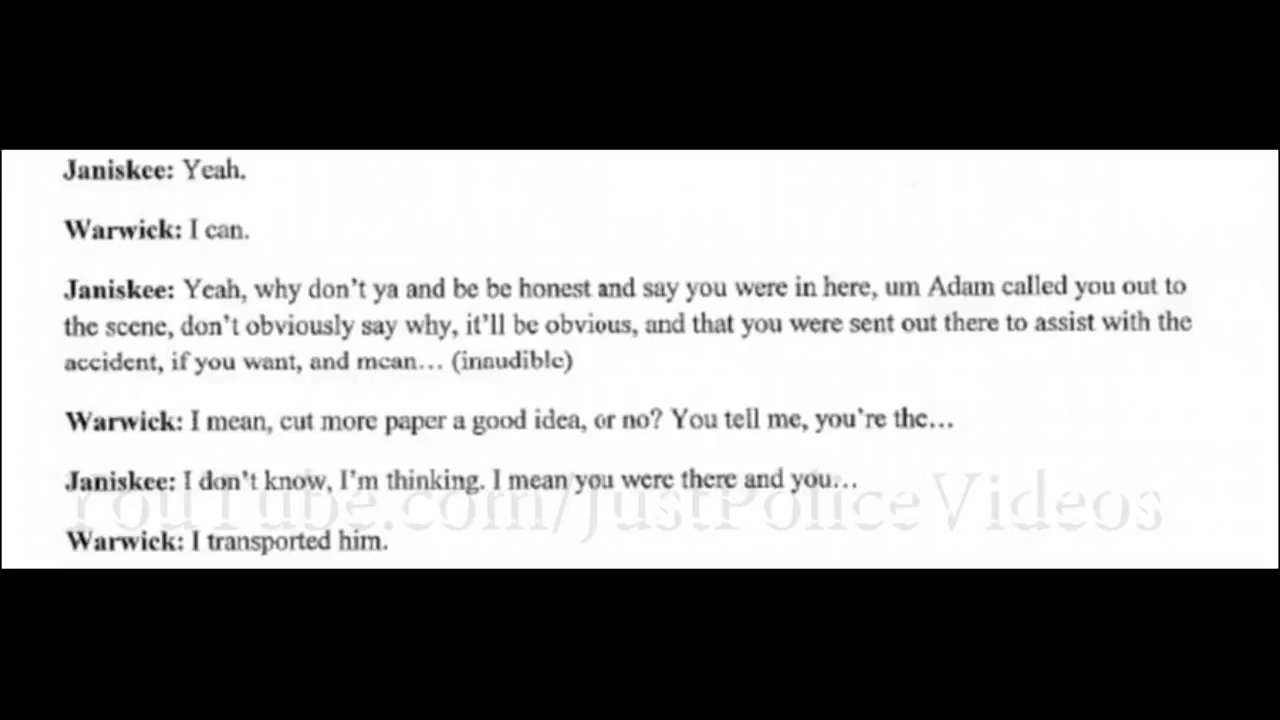 Janiskee: Yeah.
Warwick: I can.
Janiskee: Yeah, why don't ya and be be honest and say you were in here, um Adam called you out to
the scene, don't obviously say why, it'll be obvious, and that you were sent out there to assist with the
accident, if you want, and mean... (inaudible)
Warwick: I mean, cut more paper a good idea, or no? You tell me, you're the...
Janiskee: I don't know, I'm thinking. I mean you were there and you...
YouTube.com/JustPoliceVideos
Warwick: I transported him.